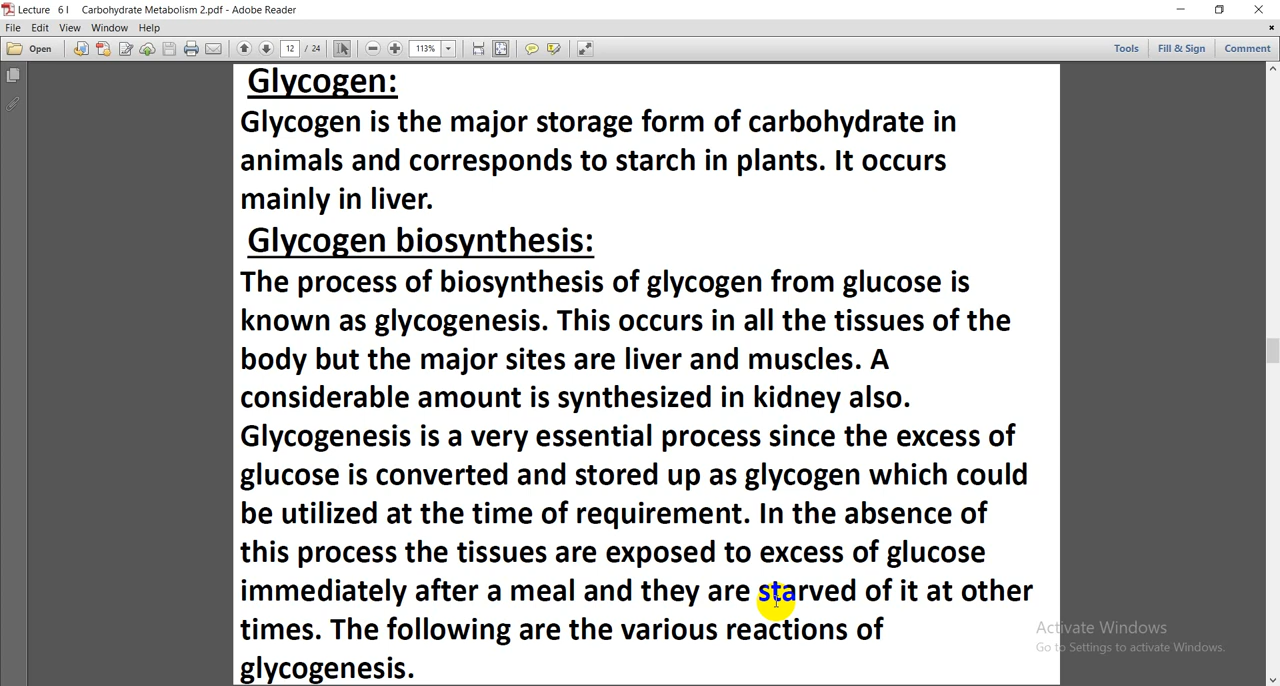 Lecture 6 I Carbohydrate Metabolism 2.pdf - Adobe Reader
File Edit View Window Help
Open 12 / 24 113% Tools Fill & Sign Comment
Glycogen:
Glycogen is the major storage form of carbohydrate in
animals and corresponds to starch in plants. It occurs
mainly in liver.
Glycogen biosynthesis:
The process of biosynthesis of glycogen from glucose is
known as glycogenesis. This occurs in all the tissues of the
body but the major sites are liver and muscles. A
considerable amount is synthesized in kidney also.
Glycogenesis is a very essential process since the excess of
glucose is converted and stored up as glycogen which could
be utilized at the time of requirement. In the absence of
this process the tissues are exposed to excess of glucose
immediately after a meal and they are starved of it at other
times. The following are the various reactions of
glycogenesis.
Activate Windows
Go to Settings to activate Windows.